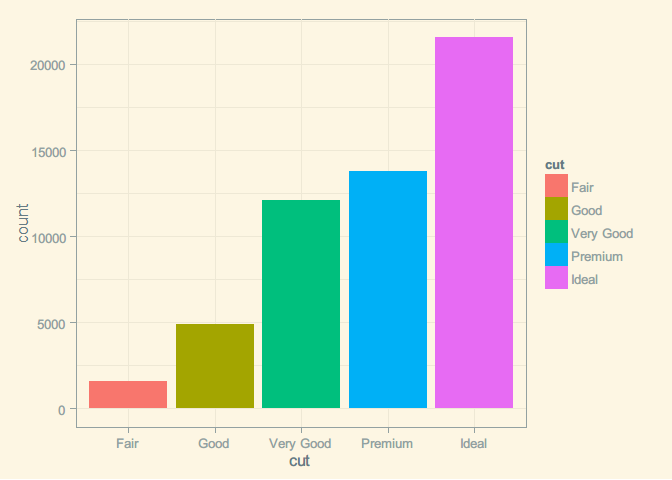 20000
15000
10000
5000
0
count
Fair Good Very Good Premium Ideal
cut
cut
Fair
Good
Very Good
Premium
Ideal